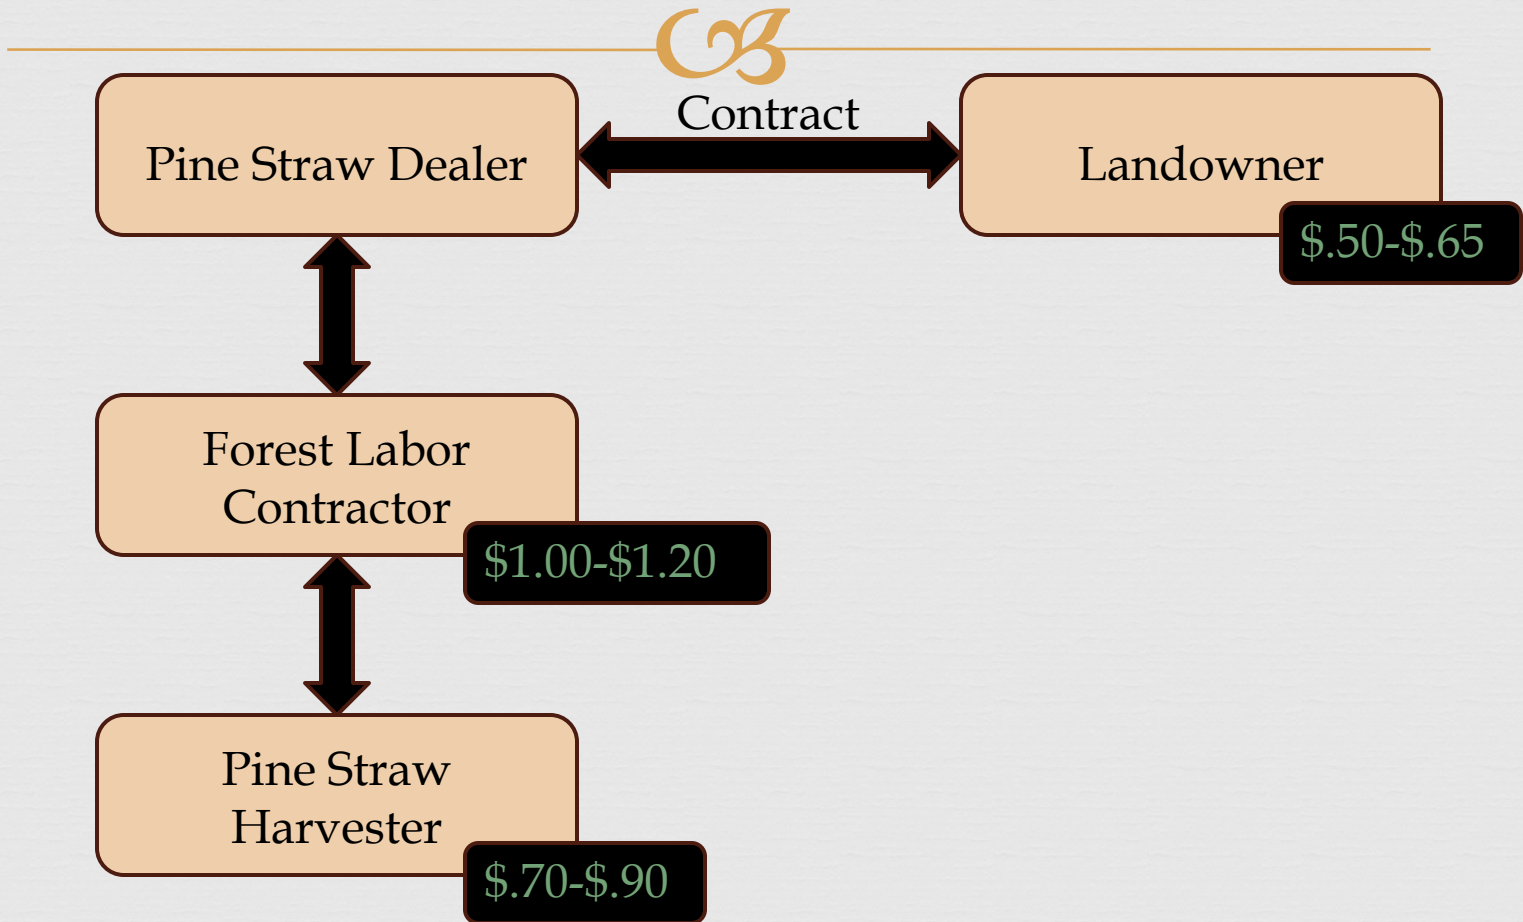 Contract
Pine Straw Dealer
Landowner
$.50-$.65
Forest Labor
Contractor
$1.00-$1.20
Pine Straw
Harvester
$.70-$.90